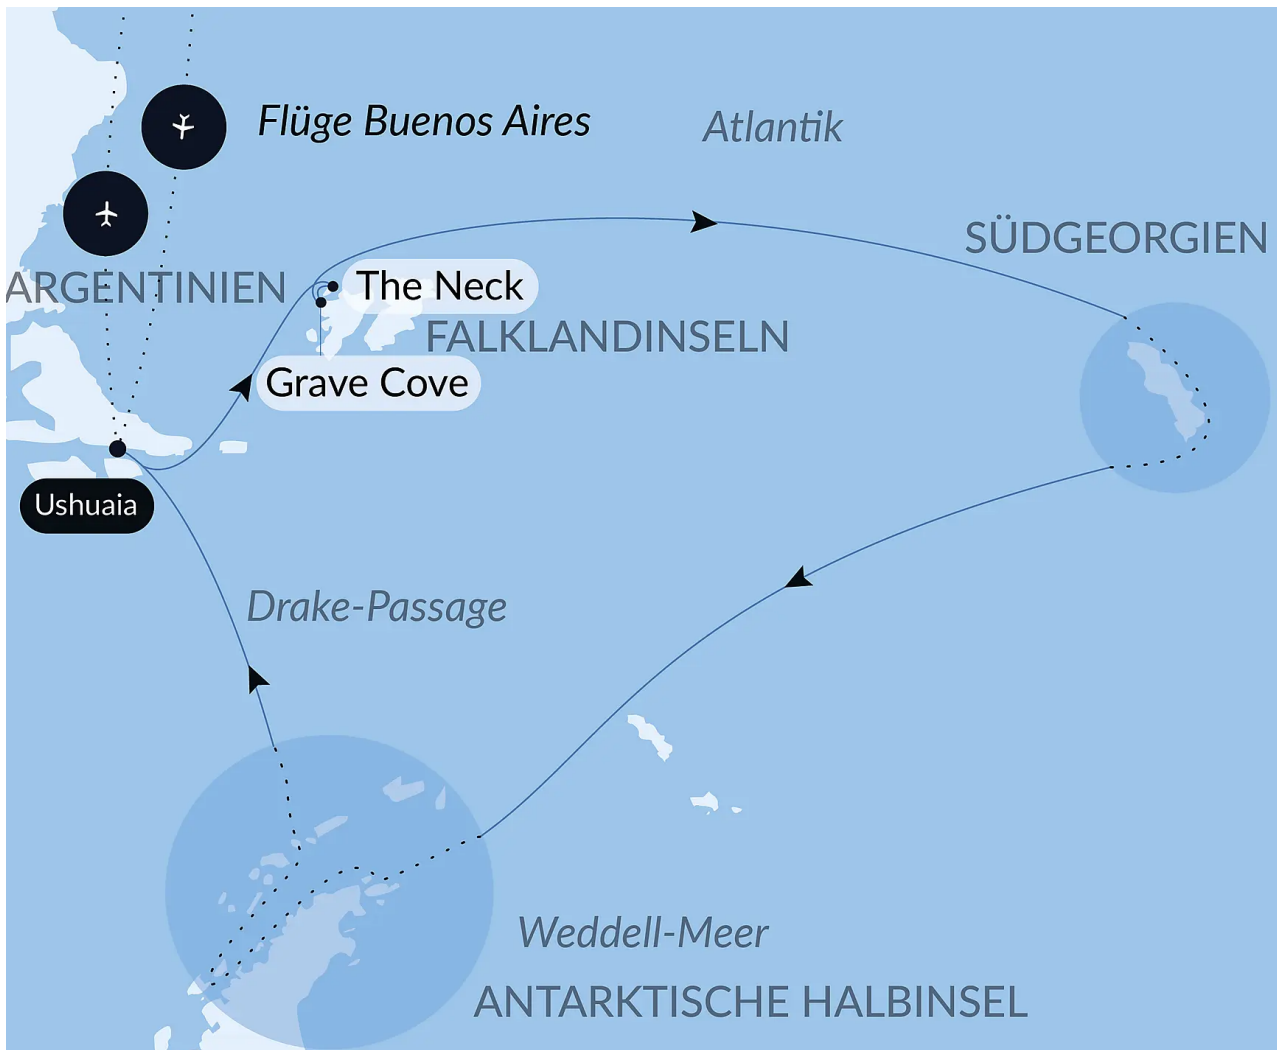 Flüge Buenos Aires
Atlantik
SÜDGEORGIEN
ARGENTINIEN
The Neck
FALKLANDINSELN
Grave Cove
Ushuaia
Drake-Passage
Weddell-Meer
ANTARKTISCHE HALBINSEL